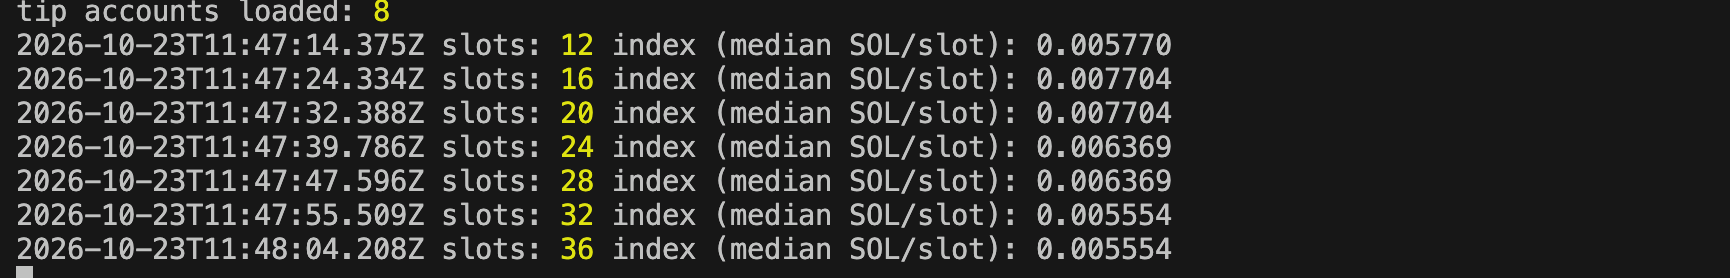 tip accounts loaded: 8
2026-10-23T11:47:14.375Z slots: 12 index (median SOL/slot): 0.005770
2026-10-23T11:47:24.334Z slots: 16 index (median SOL/slot): 0.007704
2026-10-23T11:47:32.388Z slots: 20 index (median SOL/slot): 0.007704
2026-10-23T11:47:39.786Z slots: 24 index (median SOL/slot): 0.006369
2026-10-23T11:47:47.596Z slots: 28 index (median SOL/slot): 0.006369
2026-10-23T11:47:55.509Z slots: 32 index (median SOL/slot): 0.005554
2026-10-23T11:48:04.208Z slots: 36 index (median SOL/slot): 0.005554